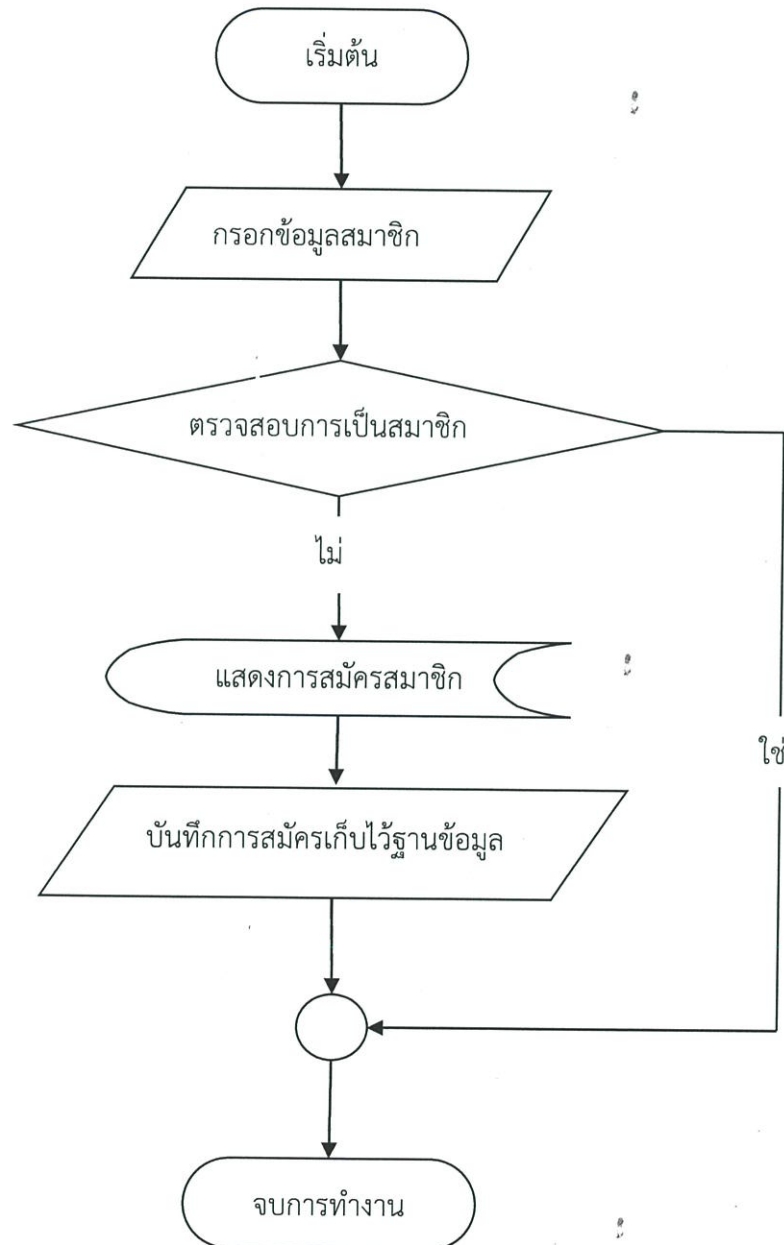 เริ่มต้น
กรอกข้อมูลสมาชิก
ตรวจสอบการเป็นสมาชิก
ไม่
แสดงการสมัครสมาชิก
ใช่
บันทึกการสมัครเก็บไว้ฐานข้อมูล
จบการทำงาน